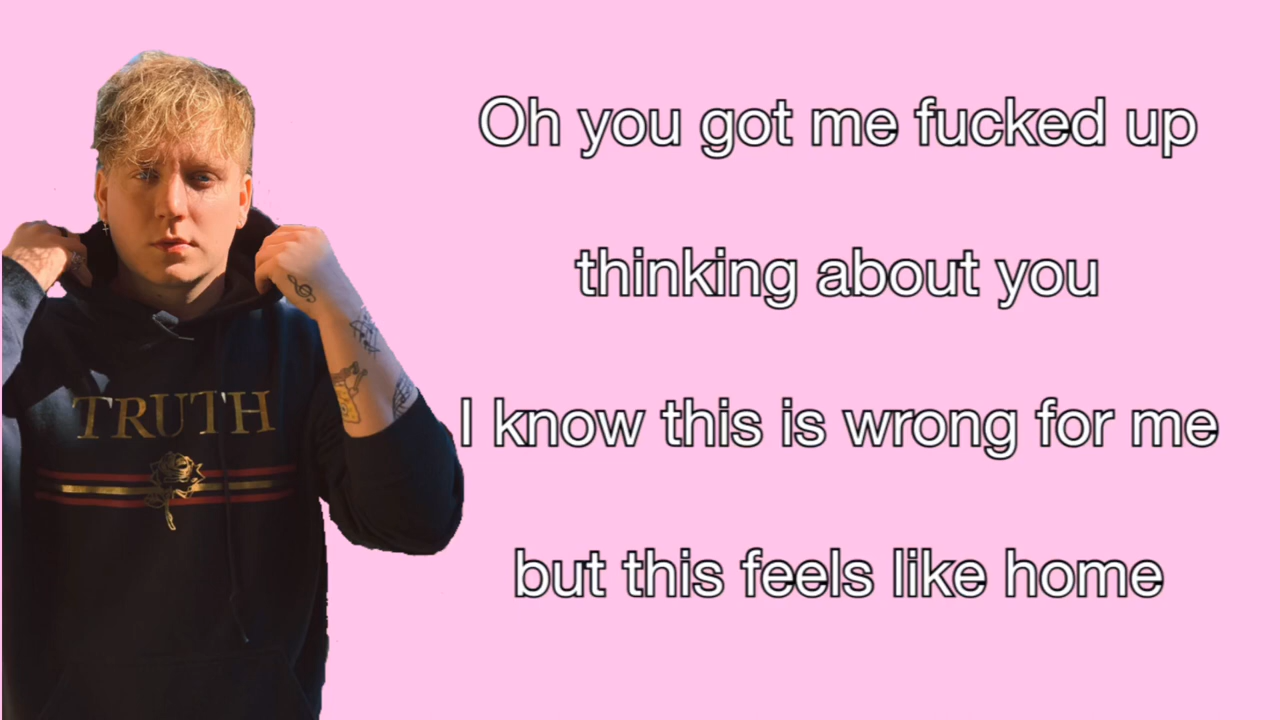 Oh you got me fucked up
thinking about you
I know this is wrong for me
but this feels like home
TRUTH